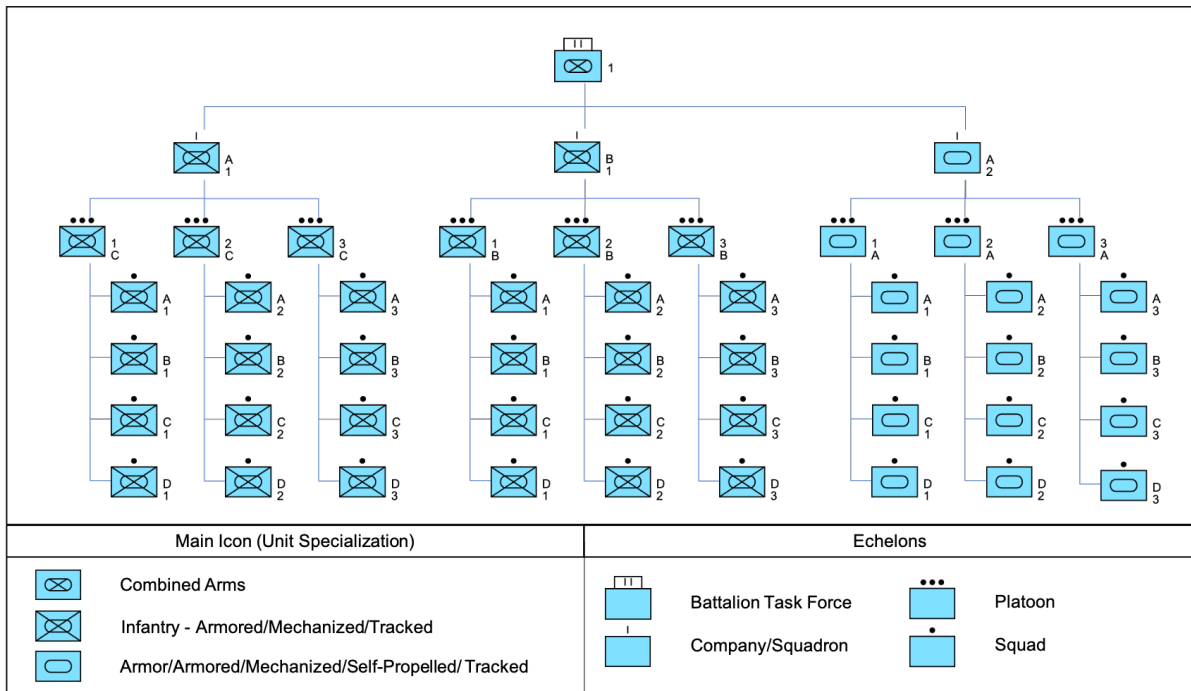 1
A
1
B
1
A
2
1
C
2
C
3
C
1
B
2
B
3
B
1
A
2
A
3
A
A
1
A
2
A
3
A
1
A
2
A
3
A
1
A
2
A
3
B
1
B
2
B
3
B
1
B
2
B
3
B
1
B
2
B
3
C
1
C
2
C
3
C
1
C
2
C
3
C
1
C
2
C
3
D
1
D
2
D
3
D
1
D
2
D
3
D
1
D
2
D
3
Main Icon (Unit Specialization)
Echelons
Combined Arms
Infantry - Armored/Mechanized/Tracked
Armor/Armored/Mechanized/Self-Propelled/ Tracked
Battalion Task Force
Platoon
Company/Squadron
Squad